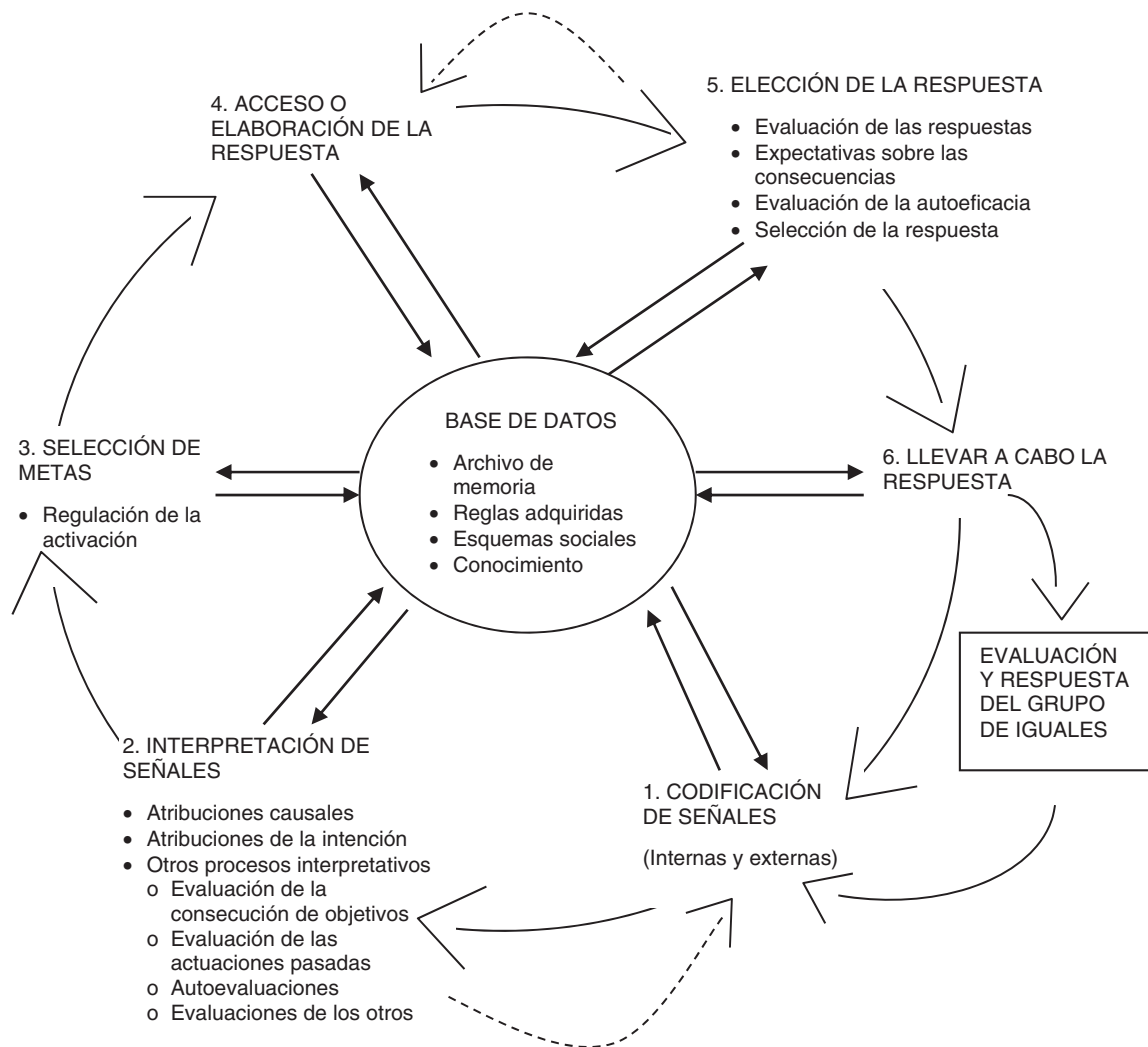 4. ACCESO O
ELABORACIÓN DE LA
RESPUESTA
5. ELECCIÓN DE LA RESPUESTA
• Evaluación de las respuestas
• Expectativas sobre las
consecuencias
• Evaluación de la autoeficacia
• Selección de la respuesta
BASE DE DATOS
• Archivo de
memoria
• Reglas adquiridas
• Esquemas sociales
• Conocimiento
3. SELECCIÓN DE
METAS
• Regulación de la
activación
6. LLEVAR A CABO LA
RESPUESTA
EVALUACIÓN
Y RESPUESTA
DEL GRUPO
DE IGUALES
2. INTERPRETACIÓN DE
SEÑALES
• Atribuciones causales
• Atribuciones de la intención
• Otros procesos interpretativos
o Evaluación de la
consecución de objetivos
o Evaluación de las
actuaciones pasadas
o Autoevaluaciones
o Evaluaciones de los otros
1. CODIFICACIÓN
DE SEÑALES
(Internas y externas)